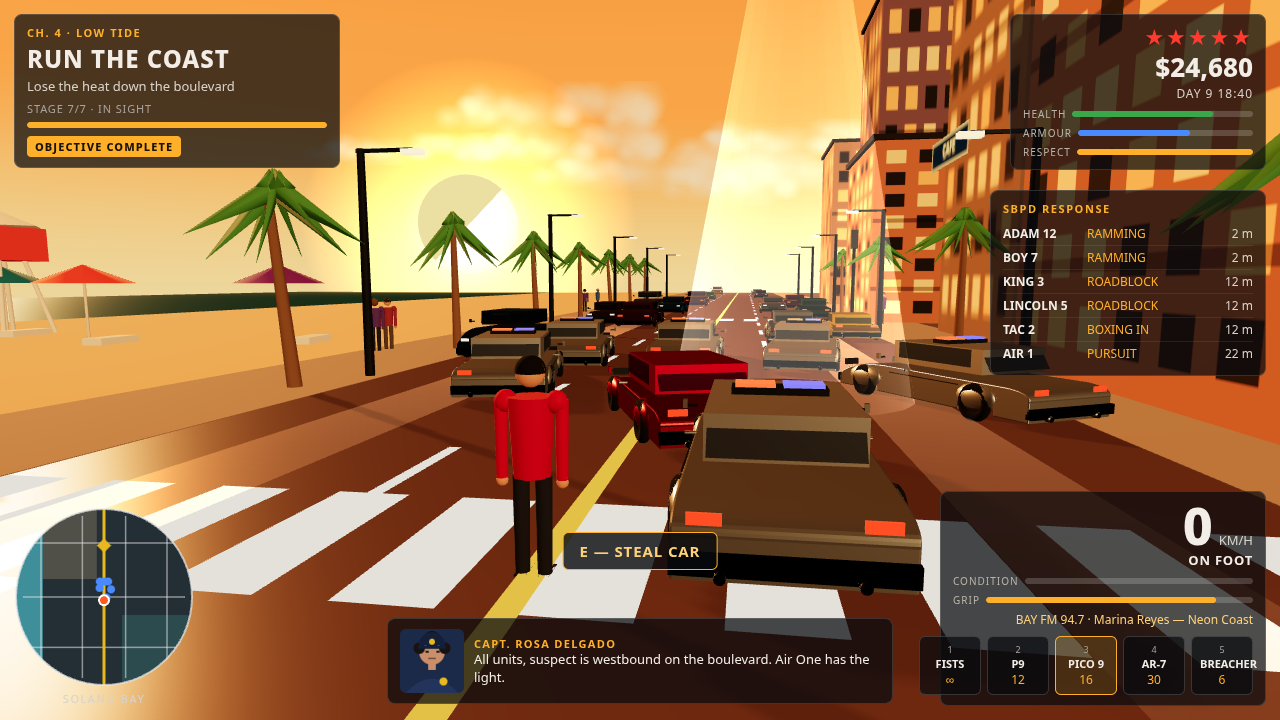 CH. 4 · LOW TIDE
RUN THE COAST
Lose the heat down the boulevard
STAGE 7/7 · IN SIGHT
OBJECTIVE COMPLETE
★★★★★
$24,680
DAY 9 18:40
HEALTH
ARMOUR
RESPECT
CAFE
SBPD RESPONSE
ADAM 12 RAMMING 2 m
BOY 7 RAMMING 2 m
KING 3 ROADBLOCK 12 m
LINCOLN 5 ROADBLOCK 12 m
TAC 2 BOXING IN 12 m
AIR 1 PURSUIT 22 m
E — STEAL CAR
0 KM/H
ON FOOT
CONDITION
GRIP
BAY FM 94.7 · Marina Reyes — Neon Coast
1 2 3 4 5
FISTS P9 PICO 9 AR-7 BREACHER
∞ 12 16 30 6
CAPT. ROSA DELGADO
All units, suspect is westbound on the boulevard. Air One has the
light.
BAY